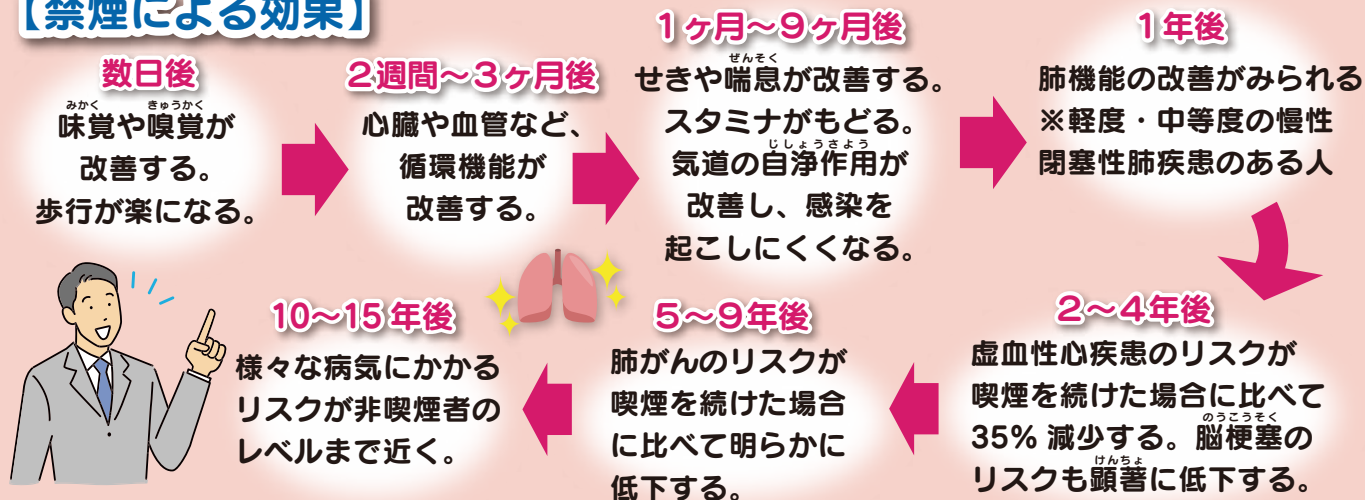 【禁煙による効果】
数日後
みかく きゅうかく
味覚や嗅覚が
改善する。
歩行が楽になる。
2週間〜3ヶ月後
心臓や血管など、
循環機能が
改善する。
1ヶ月〜9ヶ月後
ぜんそく
せきや喘息が改善する。
スタミナがもどる。
じじょうさよう
気道の自浄作用が
改善し、感染を
起こしにくくなる。
1年後
肺機能の改善がみられる
※軽度・中等度の慢性
閉塞性肺疾患のある人
2〜4年後
虚血性心疾患のリスクが
喫煙を続けた場合に比べて
のうこうそく
35% 減少する。脳梗塞の
けんちょ
リスクも顕著に低下する。
5〜9年後
肺がんのリスクが
喫煙を続けた場合
に比べて明らかに
低下する。
10〜15年後
様々な病気にかかる
リスクが非喫煙者の
レベルまで近く。